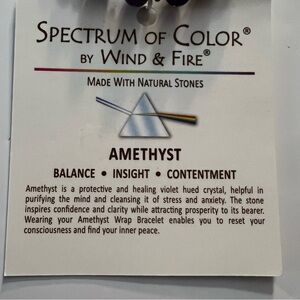 SPECTRUM OF COLOR®
BY WIND & FIRE®
MADE WITH NATURAL STONES
AMETHYST
BALANCE • INSIGHT • CONTENTMENT
Amethyst is a protective and healing violet hued crystal, helpful in
purifying the mind and cleansing it of stress and anxiety. The stone
inspires confidence and clarity while attracting prosperity to its bearer.
Wearing your Amethyst Wrap Bracelet enables you to reset your
consciousness and find your inner peace.